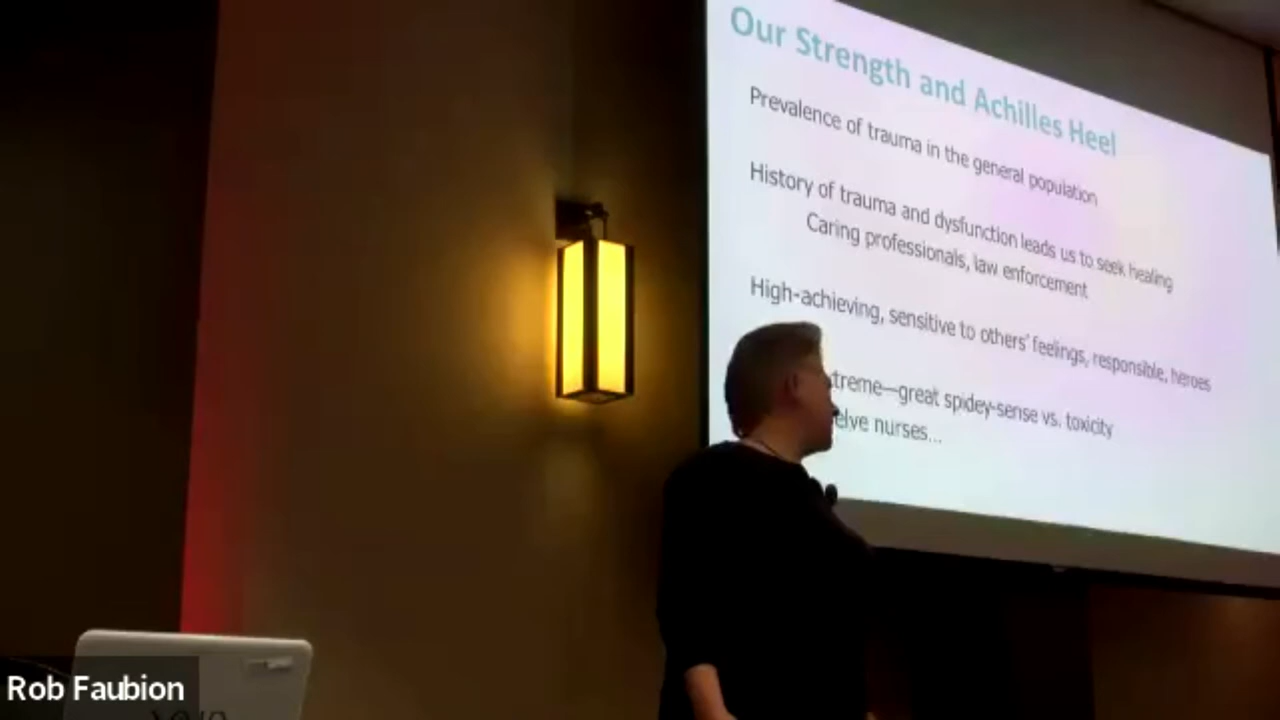 Our Strength and Achilles Heel
Prevalence of trauma in the general population
History of trauma and dysfunction leads us to seek healing
Caring professionals, law enforcement
High-achieving, sensitive to others' feelings, responsible, heroes
treme—great spidey-sense vs. toxicity
elve nurses...
Rob Faubion